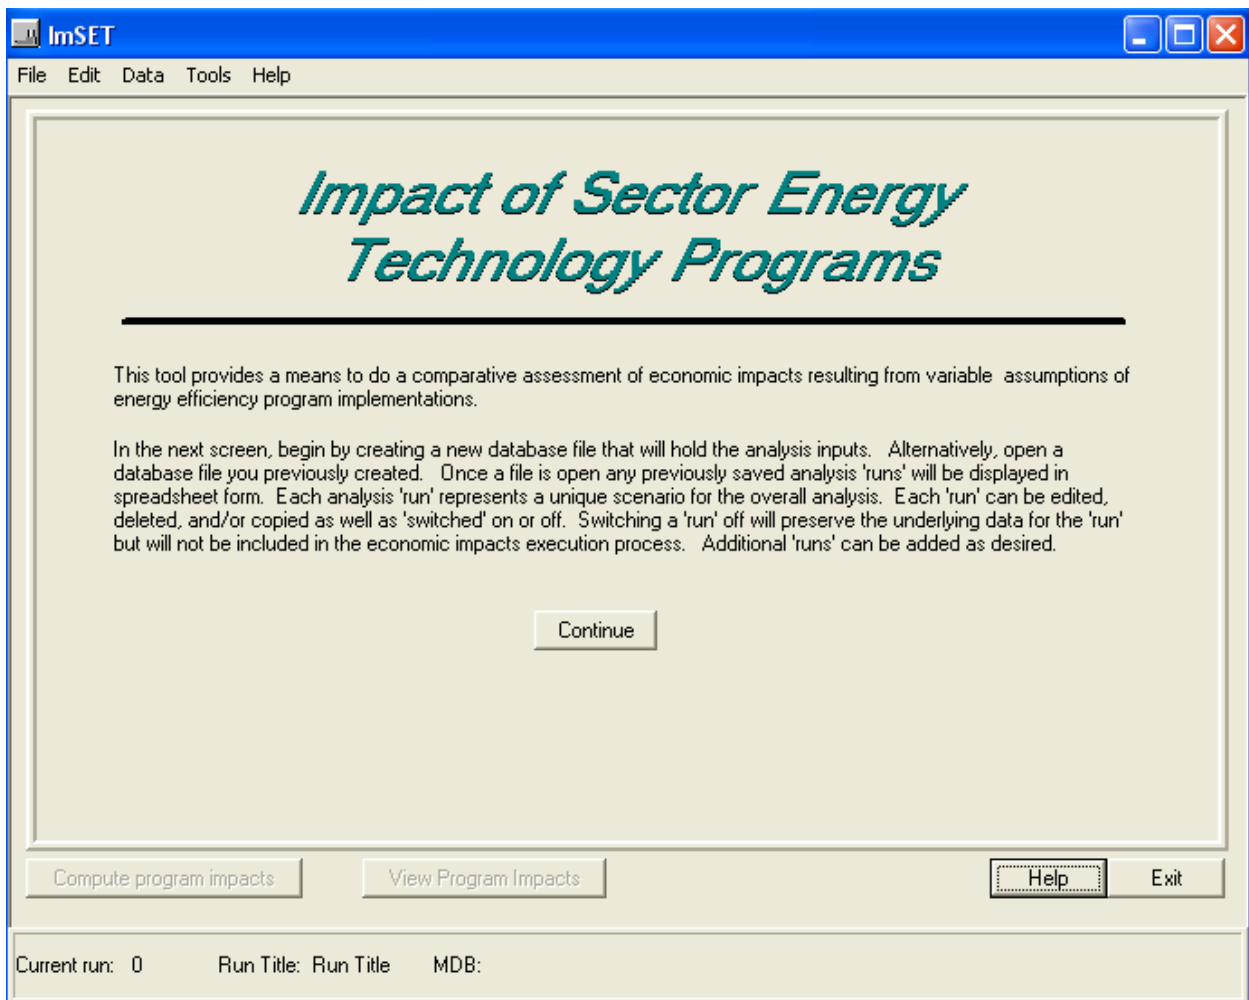 ImSET
File Edit Data Tools Help
Impact of Sector Energy
Technology Programs
This tool provides a means to do a comparative assessment of economic impacts resulting from variable  assumptions of
energy efficiency program implementations.
In the next screen, begin by creating a new database file that will hold the analysis inputs.   Alternatively, open a
database file you previously created.   Once a file is open any previously saved analysis 'runs' will be displayed in
spreadsheet form.  Each analysis 'run' represents a unique scenario for the overall analysis.  Each 'run' can be edited,
deleted, and/or copied as well as 'switched' on or off.  Switching a 'run' off will preserve the underlying data for the 'run'
but will not be included in the economic impacts execution process.   Additional 'runs' can be added as desired.
Continue
Compute program impacts View Program Impacts Help Exit
Current run: 0 Run Title: Run Title MDB: